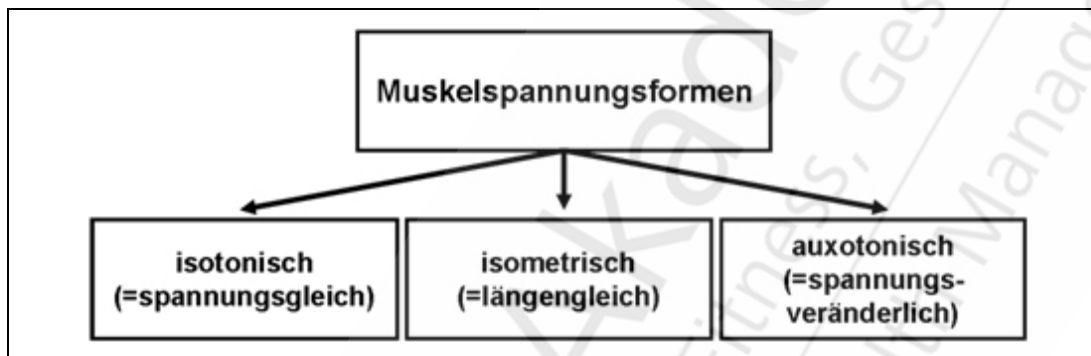 Muskelspannungsformen
isotonisch
(=spannungsgleich)
isometrisch
(=längengleich)
auxotonisch
(=spannungs-
veränderlich)